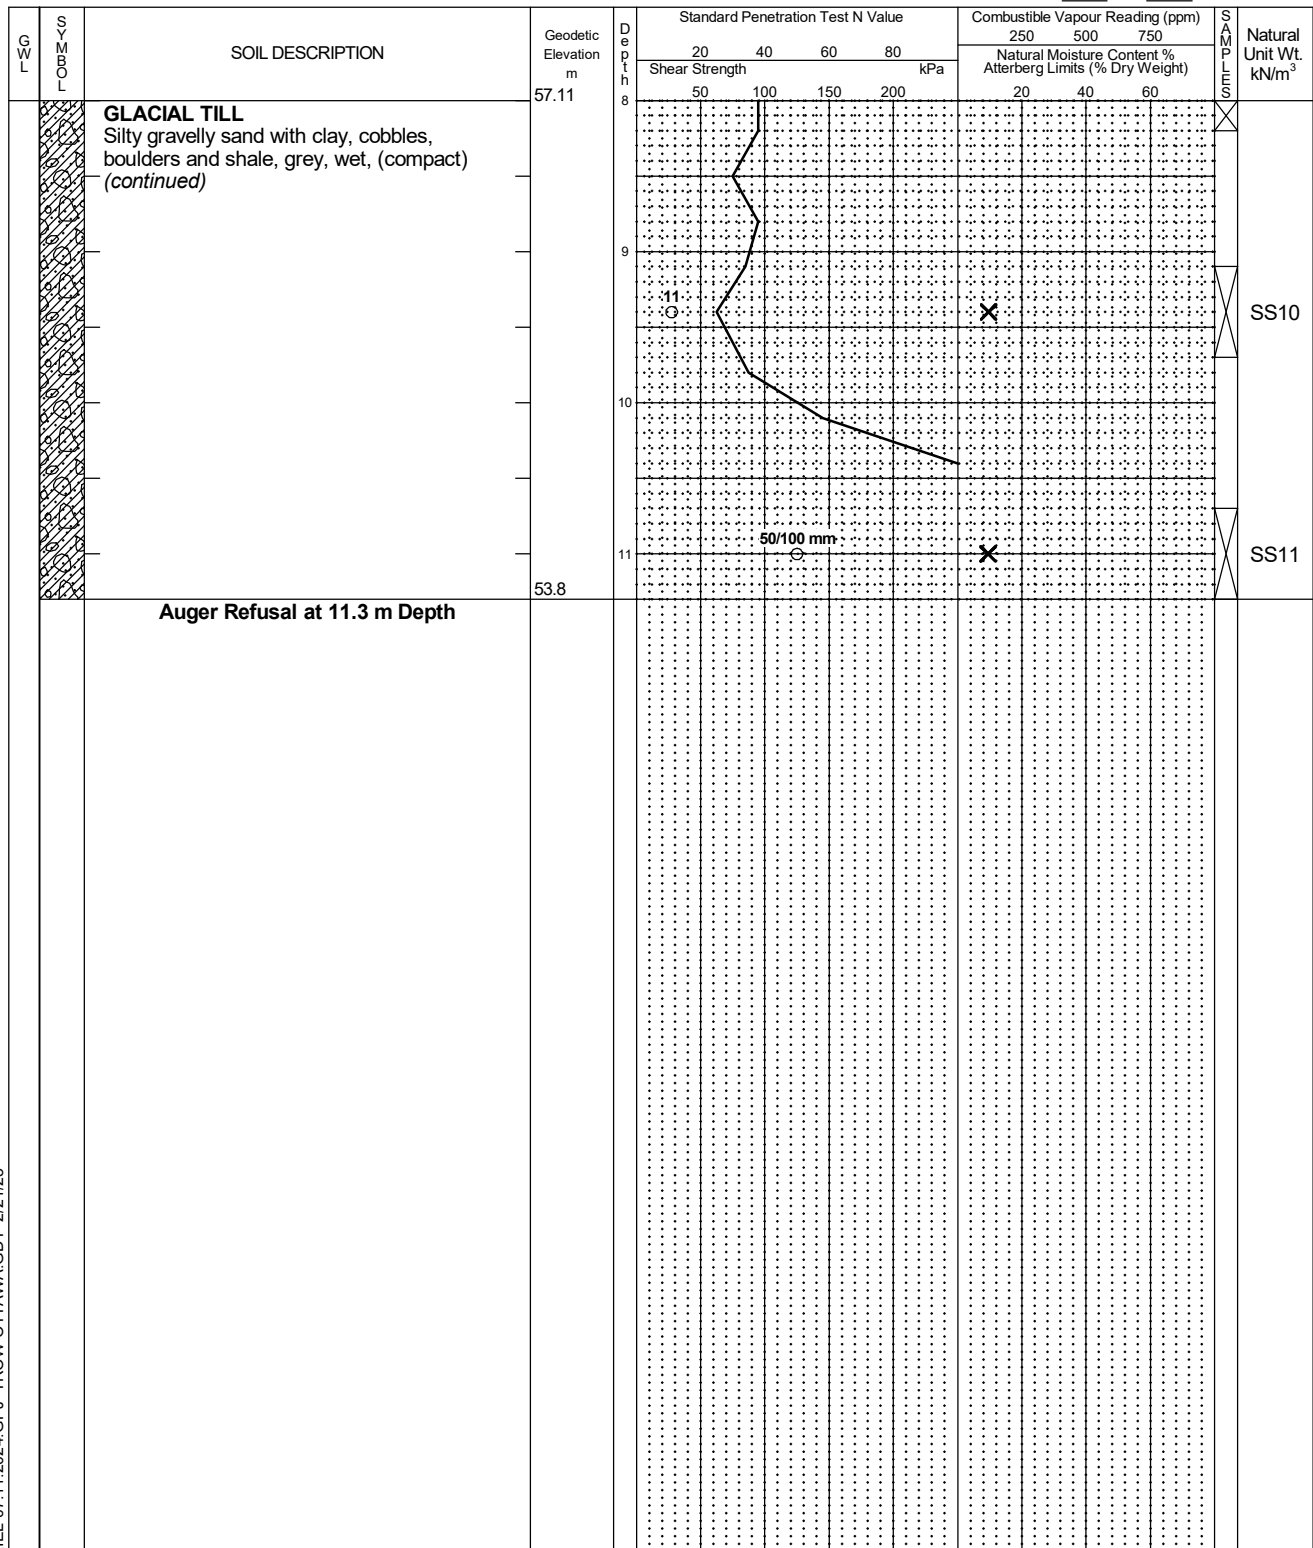 GWL
SYMBOL
SOIL DESCRIPTION
Geodetic
Elevation
m
Depth
Standard Penetration Test N Value
20 40 60 80
Shear Strength kPa
50 100 150 200
Combustible Vapour Reading (ppm)
250 500 750
Natural Moisture Content %
Atterberg Limits (% Dry Weight)
20 40 60
SAMPLES
Natural
Unit Wt.
kN/m³
57.11
8
GLACIAL TILL
Silty gravelly sand with clay, cobbles,
boulders and shale, grey, wet, (compact)
(continued)
9
11
SS10
10
50/100 mm
11
SS11
53.8
Auger Refusal at 11.3 m Depth